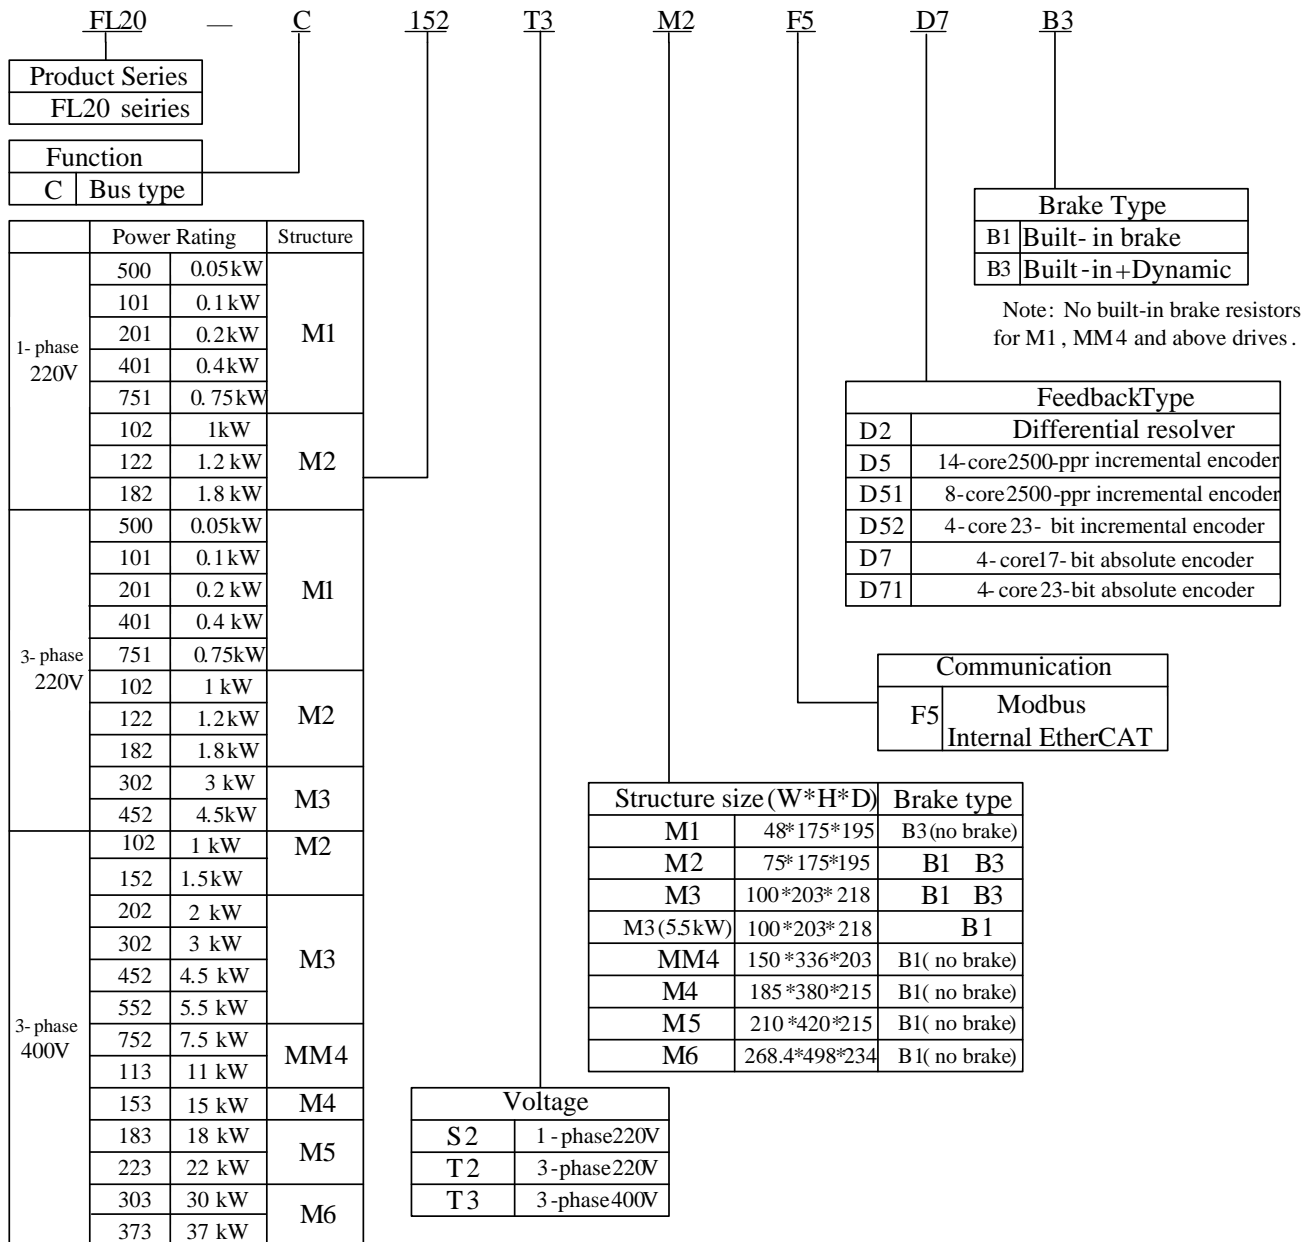 FL20 — C 152 T3 M2 F5 D7 B3
Product Series
FL20 seiries
Function
C Bus type
Power Rating Structure
1- phase 220V
500 0.05kW M1
101 0.1kW
201 0.2kW
401 0.4kW
751 0.75kW
102 1kW M2
122 1.2 kW
182 1.8 kW
3- phase 220V
500 0.05kW M1
101 0.1kW
201 0.2 kW
401 0.4 kW
751 0.75kW
102 1 kW M2
122 1.2kW
182 1.8kW
302 3 kW M3
452 4.5kW
3- phase 400V
102 1 kW M2
152 1.5kW
202 2 kW M3
302 3 kW
452 4.5 kW
552 5.5 kW
752 7.5 kW MM4
113 11 kW
153 15 kW M4
183 18 kW M5
223 22 kW
303 30 kW M6
373 37 kW
Voltage
S2 1-phase220V
T2 3-phase220V
T3 3-phase400V
Structure size(W*H*D) Brake type
M1 48*175*195 B3(no brake)
M2 75*175*195 B1 B3
M3 100*203*218 B1 B3
M3(5.5kW) 100*203*218 B1
MM4 150*336*203 B1( no brake)
M4 185*380*215 B1( no brake)
M5 210*420*215 B1( no brake)
M6 268.4*498*234 B1( no brake)
Communication
F5 Modbus
Internal EtherCAT
FeedbackType
D2 Differential resolver
D5 14-core2500-ppr incremental encoder
D51 8-core2500-ppr incremental encoder
D52 4-core 23- bit incremental encoder
D7 4-core17-bit absolute encoder
D71 4-core 23-bit absolute encoder
Brake Type
B1 Built- in brake
B3 Built-in+Dynamic
Note: No built-in brake resistors
for M1, MM4 and above drives.